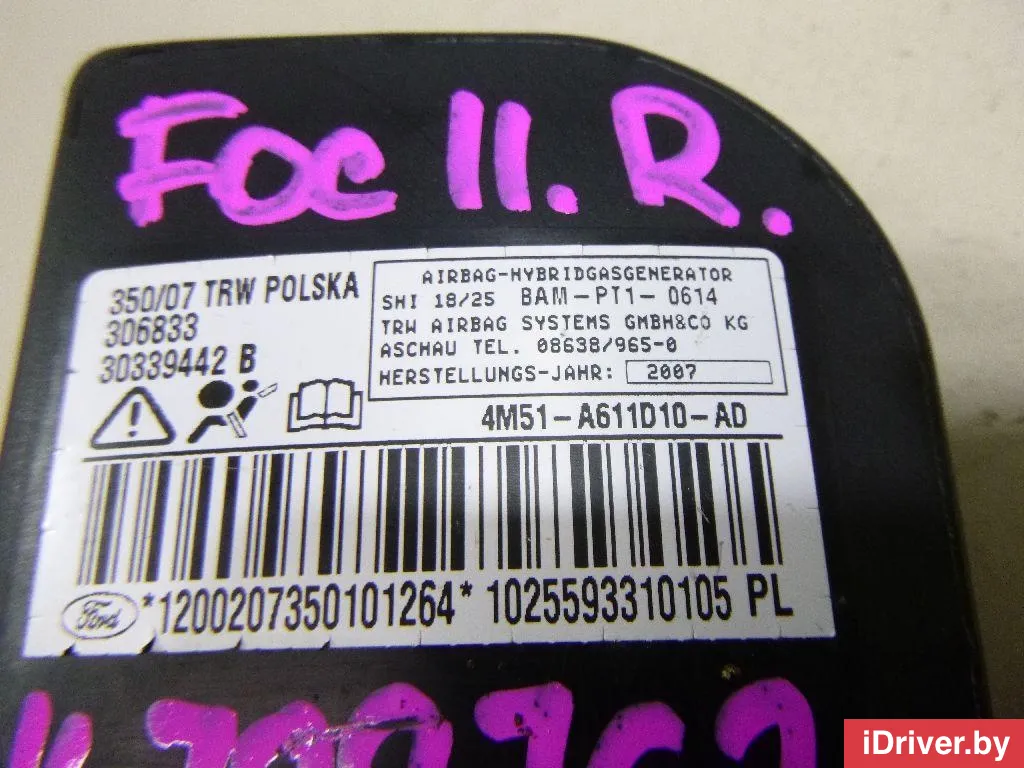 FOC II. R.
350/07 TRW POLSKA
306833
30339442 B
AIRBAG-HYBRIDGASGENERATOR
SHI 18/25 BAM-PT1-0614
TRW AIRBAG SYSTEMS GMBH&CO KG
ASCHAU TEL. 08638/965-0
HERSTELLUNGS-JAHR: 2007
4M51-A611D10-AD
Ford *1200207350101264* 1025593310105 PL
iDriver.by